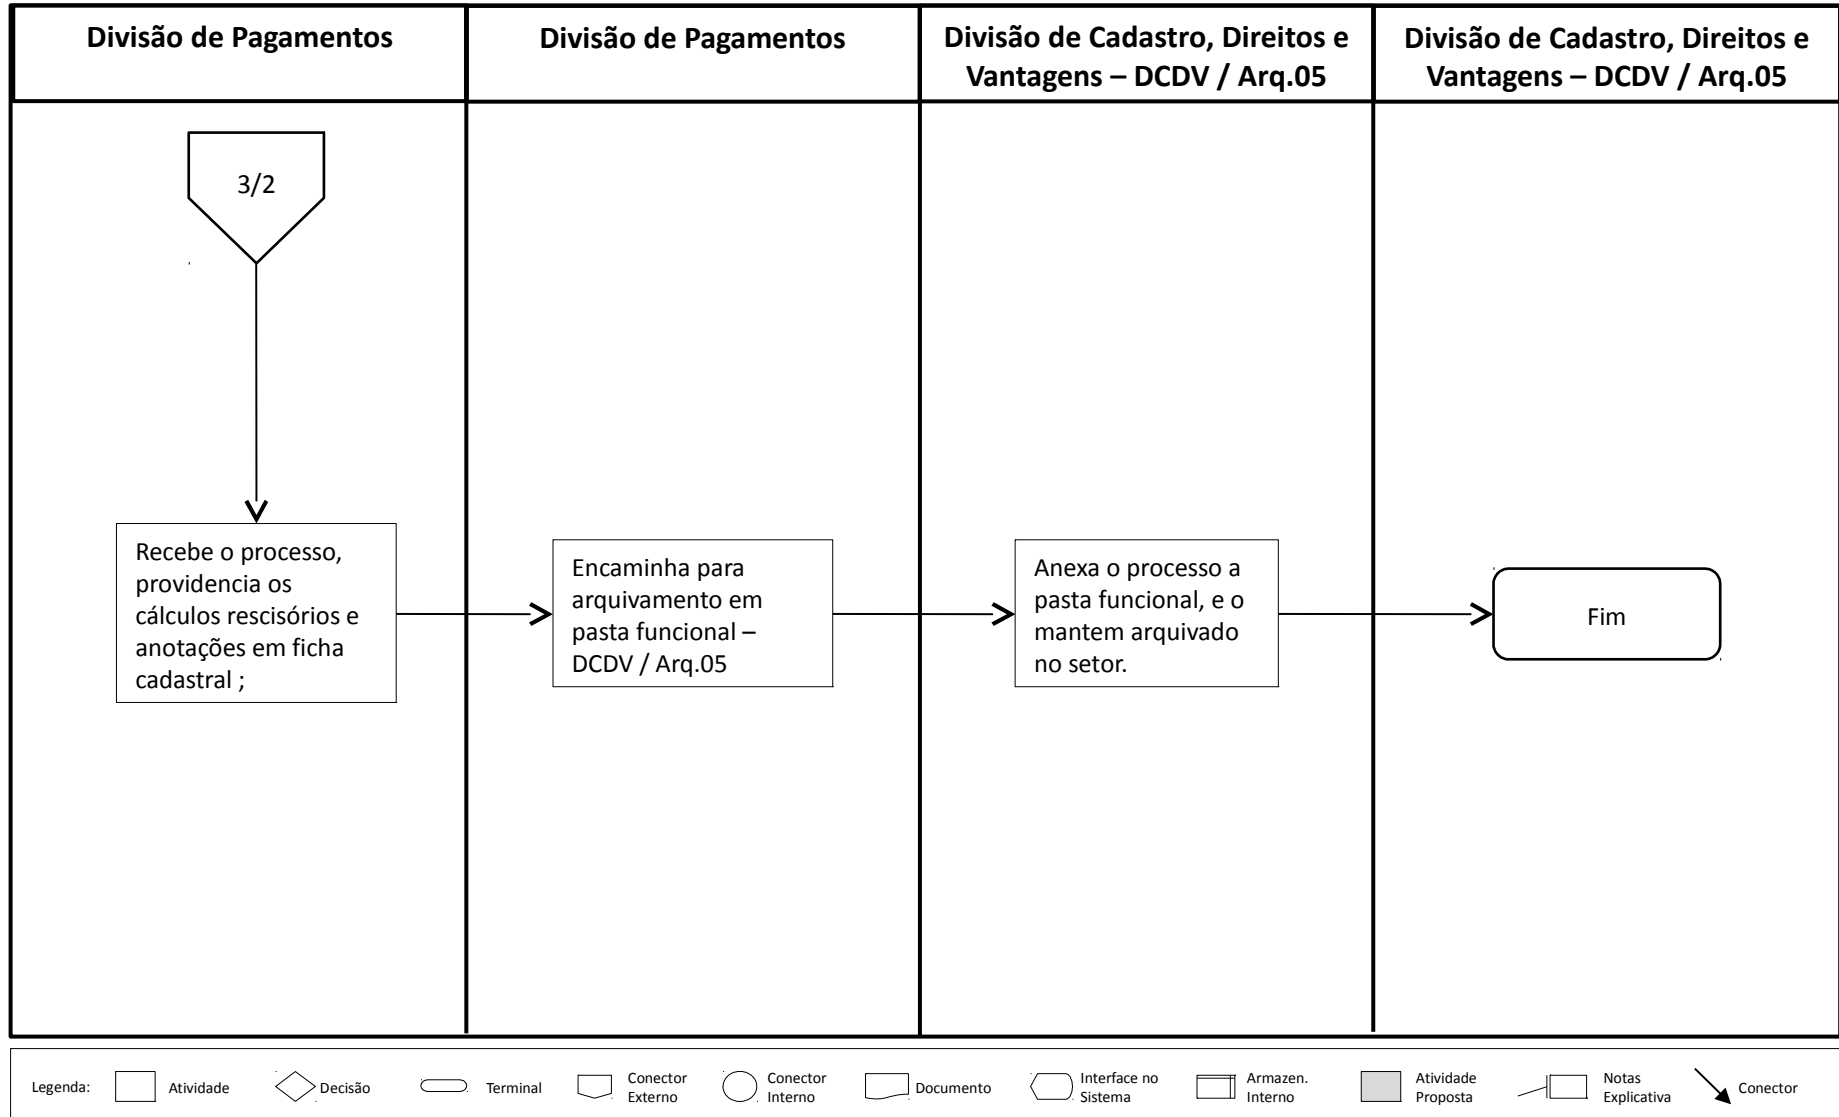 Divisão de Pagamentos
Divisão de Pagamentos
Divisão de Cadastro, Direitos e
Vantagens – DCDV / Arq.05
Divisão de Cadastro, Direitos e
Vantagens – DCDV / Arq.05
3/2
Recebe o processo,
providencia os
cálculos rescisórios e
anotações em ficha
cadastral ;
Encaminha para
arquivamento em
pasta funcional –
DCDV / Arq.05
Anexa o processo a
pasta funcional, e o
mantem arquivado
no setor.
Fim
Legenda:
Atividade
Decisão
Terminal
Conector
Externo
Conector
Interno
Documento
Interface no
Sistema
Armazen.
Interno
Atividade
Proposta
Notas
Explicativa
Conector